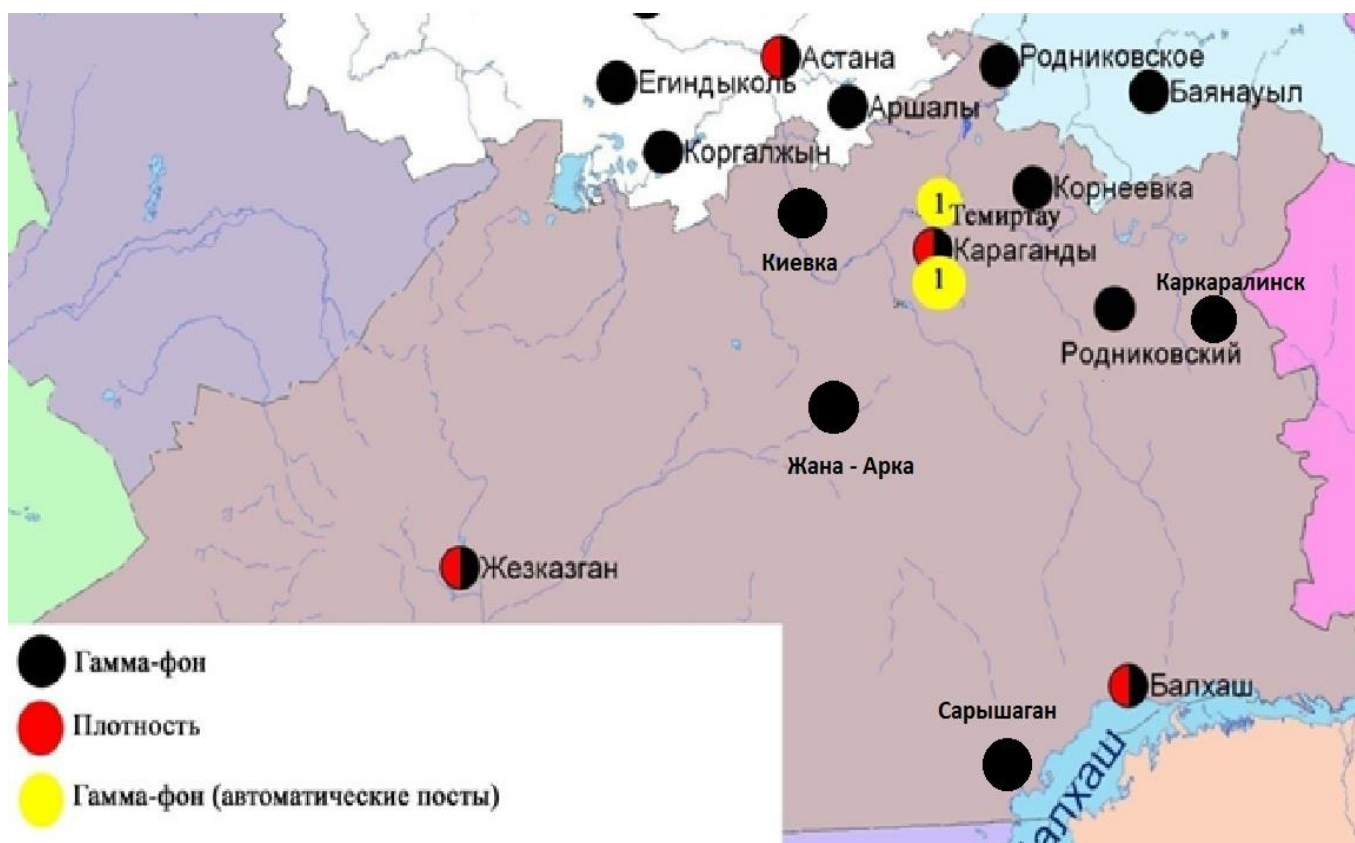 Астана
Родниковское
Егиндыколь
Баянауыл
Аршалы
Коргалжын
Корнеевка
1
Темиртау
Караганды
Киевка
1
Каркаралинск
Родниковский
Жана - Арка
Жезказган
Гамма-фон
Балхаш
Сарышаган
Плотность
Гамма-фон (автоматические посты)
алхаш